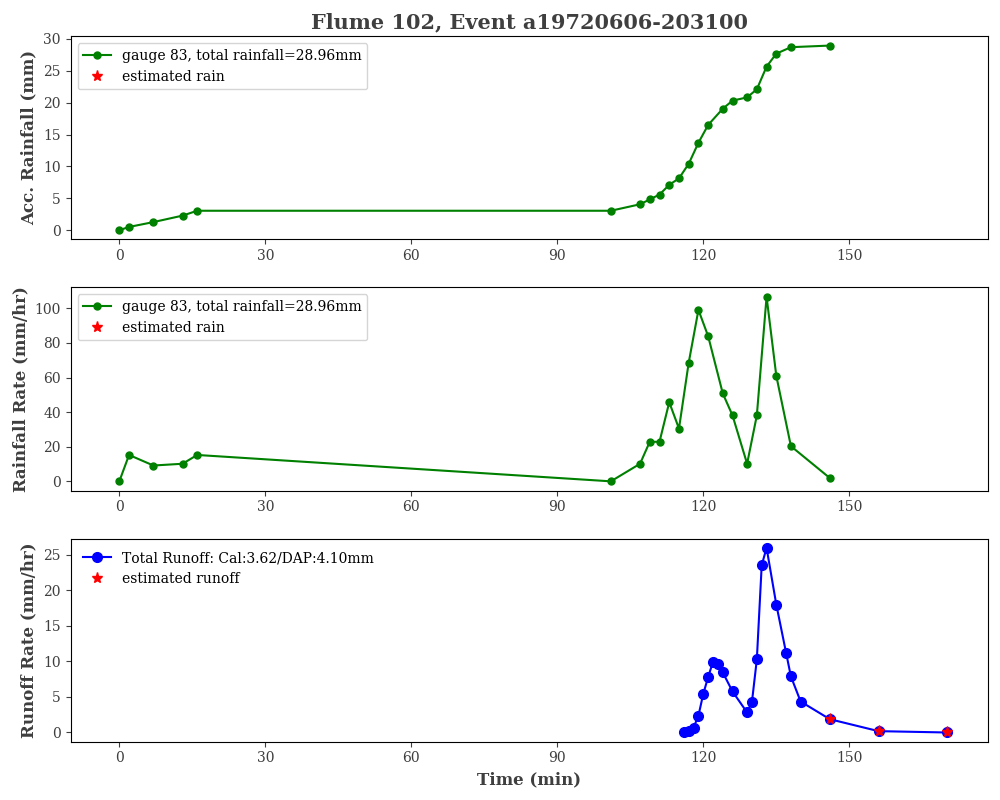 Flume 102, Event a19720606-203100
Acc. Rainfall (mm)
30
25
20
15
10
5
0
gauge 83, total rainfall=28.96mm
estimated rain
0 30 60 90 120 150
Rainfall Rate (mm/hr)
100
80
60
40
20
0
gauge 83, total rainfall=28.96mm
estimated rain
0 30 60 90 120 150
Runoff Rate (mm/hr)
25
20
15
10
5
0
Total Runoff: Cal:3.62/DAP:4.10mm
estimated runoff
0 30 60 90 120 150
Time (min)